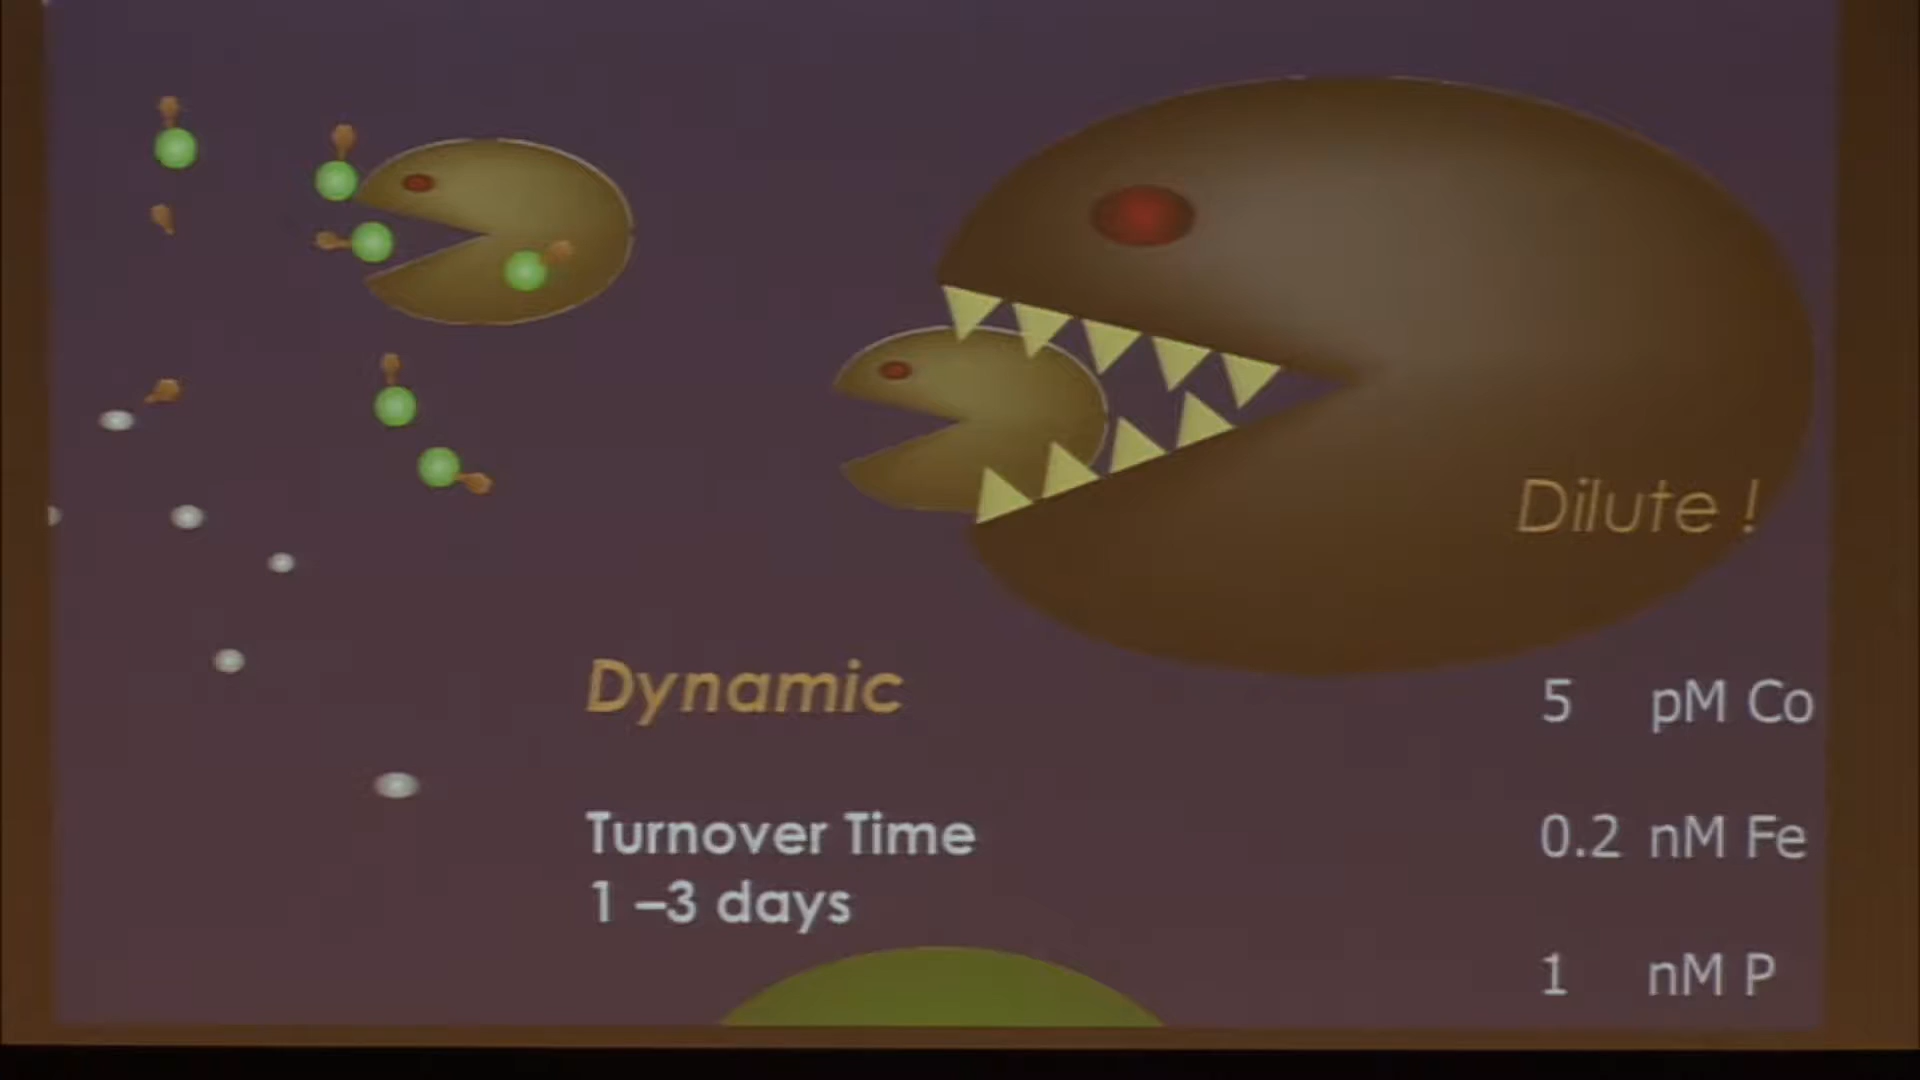 Dilute !
Dynamic
5 pM Co
Turnover Time
0.2 nM Fe
1 –3 days
1 nM P